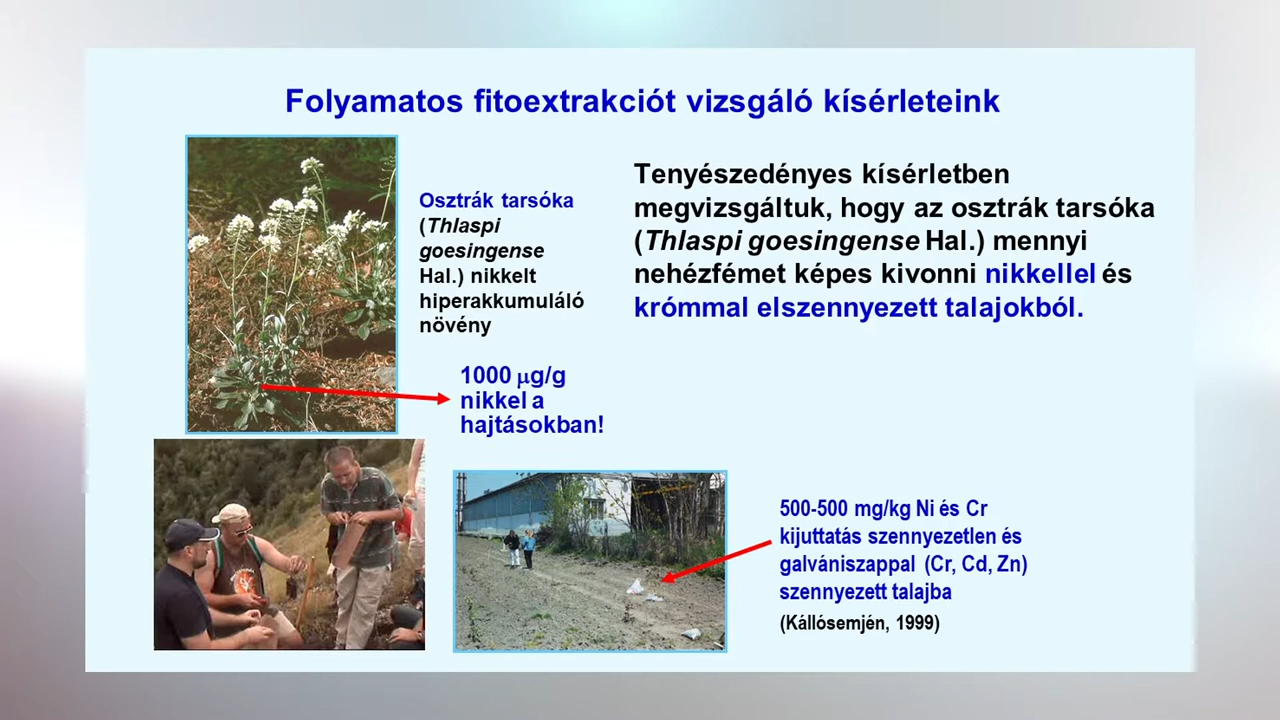 Folyamatos fitoextrakciót vizsgáló kísérleteink
Osztrák tarsóka
(Thlaspi
goesingense
Hal.) nikkelt
hiperakkumuláló
növény
1000 μg/g
nikkel a
hajtásokban!
Tenyészedényes kísérletben
megvizsgáltuk, hogy az osztrák tarsóka
(Thlaspi goesingense Hal.) mennyi
nehézfémet képes kivonni nikkellel és
krómmal elszennyezett talajokból.
500-500 mg/kg Ni és Cr
kijuttatás szennyezetlen és
galvániszappal (Cr, Cd, Zn)
szennyezett talajba
(Kállósemjén, 1999)